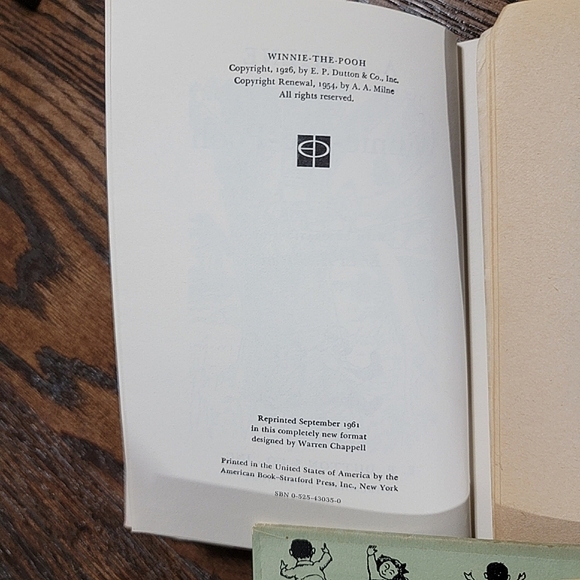 WINNIE-THE-POOH
Copyright, 1926, by E. P. Dutton & Co., Inc.
Copyright Renewal, 1954, by A. A. Milne
All rights reserved.
Reprinted September 1961
in this completely new format
designed by Warren Chappell
Printed in the United States of America by the
American Book–Stratford Press, Inc., New York
SBN 0-525-43035-0